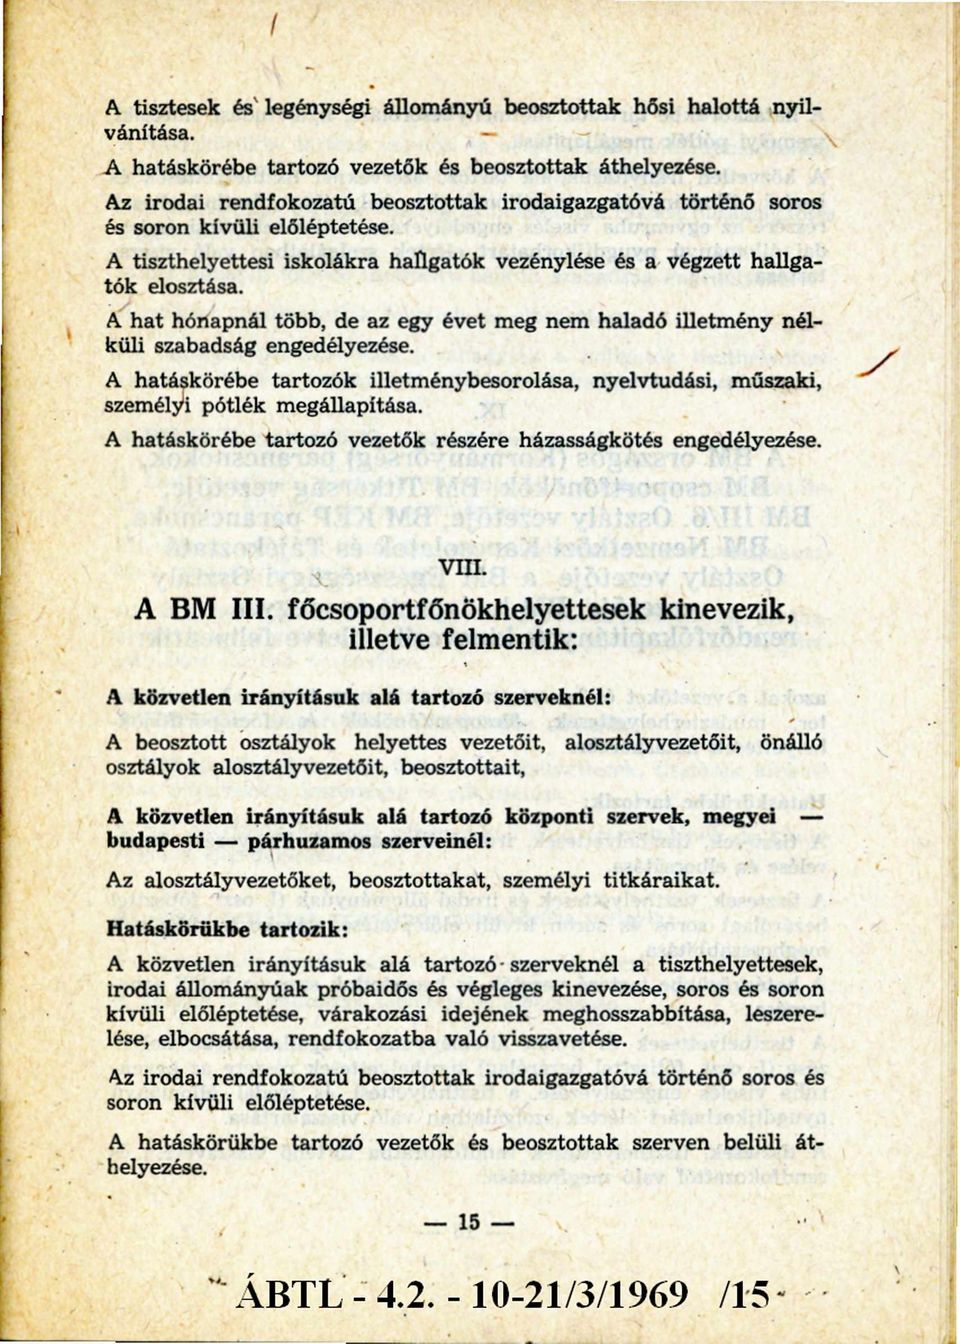 A tisztesek és legénységi állományú beosztottak hősi halottá nyil-
vánítása.
A hatáskörébe tartozó vezetők és beosztottak áthelyezése.
Az irodai rendfokozatú beosztottak irodaigazgatóvá történő soros
és soron kívüli előléptetése.
A tiszthelyettesi iskolákra hallgatók vezénylése és a végzett hallga-
tók elosztása.
A hat hónapnál több, de az egy évet meg nem haladó illetmény nél-
küli szabadság engedélyezése.
A hatáskörébe tartozók illetménybesorolása, nyelvtudási, műszaki,
személyi pótlék megállapítása.
A hatáskörébe tartozó vezetők részére házasságkötés engedélyezése.
VIII.
A BM III. főcsoportfőnökhelyettesek kinevezik,
illetve felmentik:
A közvetlen irányításuk alá tartozó szerveknél:
A beosztott osztályok helyettes vezetőit, alosztályvezetőit, önálló
osztályok alosztályvezetőit, beosztottait,
A közvetlen irányításuk alá tartozó központi szervek, megyei —
budapesti — párhuzamos szerveinél:
Az alosztályvezetőket, beosztottakat, személyi titkáraikat.
Hatáskörükbe tartozik:
A közvetlen irányításuk alá tartozó szerveknél a tiszthelyettesek,
irodai állományúak próbaidős és végleges kinevezése, soros és soron
kívüli előléptetése, várakozási idejének meghosszabbítása, leszere-
lése, elbocsátása, rendfokozatba való visszavetése.
Az irodai rendfokozatú beosztottak irodaigazgatóvá történő soros és
soron kívüli előléptetése.
A hatáskörükbe tartozó vezetők és beosztottak szerven belüli át-
helyezése.
— 15 —
ÁBTL - 4.2. - 10-21/3/1969 /15